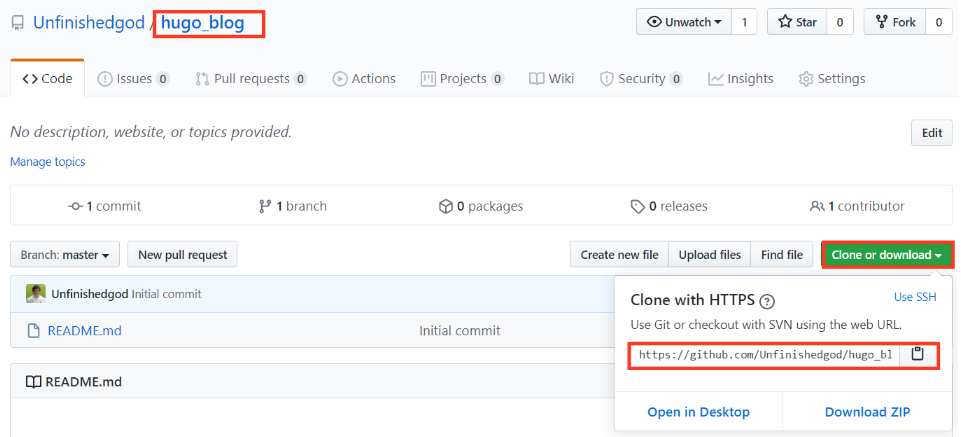 Unfinishedgod / hugo_blog
Unwatch 1 Star 0 Fork 0
Code Issues 0 Pull requests 0 Actions Projects 0 Wiki Security 0 Insights Settings
No description, website, or topics provided.
Edit
Manage topics
1 commit 1 branch 0 packages 0 releases 1 contributor
Branch: master New pull request Create new file Upload files Find file Clone or download
Unfinishedgod Initial commit
README.md Initial commit
README.md
Clone with HTTPS ? Use SSH
Use Git or checkout with SVN using the web URL.
https://github.com/Unfinishedgod/hugo_bl
Open in Desktop Download ZIP